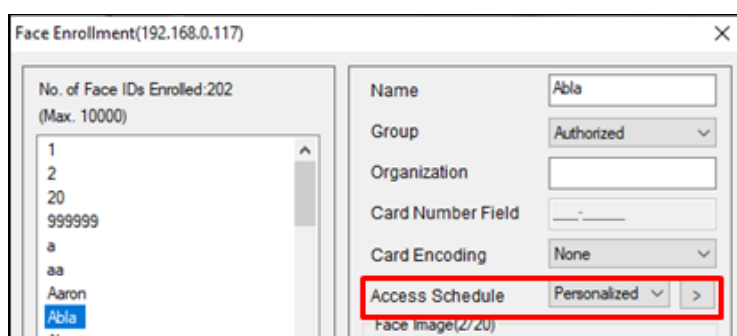 Face Enrollment(192.168.0.117)
No. of Face IDs Enrolled:202
(Max. 10000)
1
2
20
999999
a
aa
Aaron
Abla
Name
Abla
Group
Authorized
Organization
Card Number Field
___-_____
Card Encoding
None
Access Schedule
Personalized
>
Face Image(2/20)